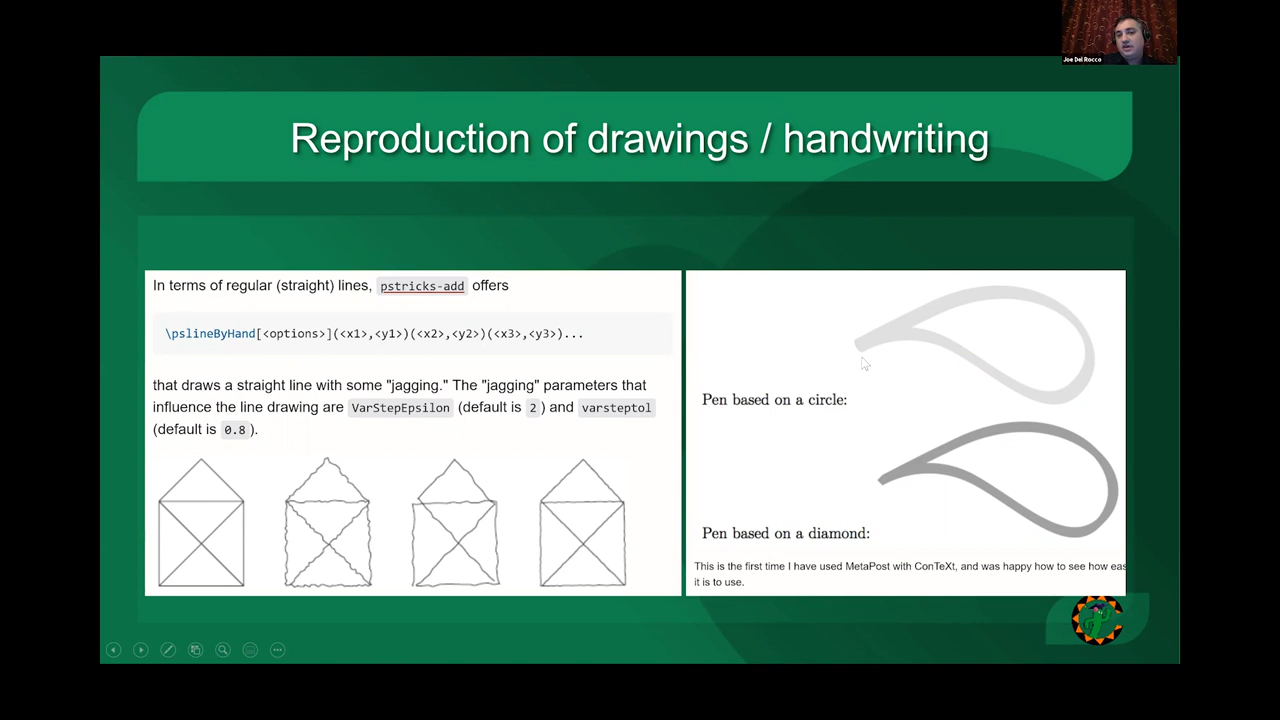 Joe Del Rocco
Reproduction of drawings / handwriting
In terms of regular (straight) lines, pstricks-add offers
\pslineByHand[<options>](<x1>,<y1>)(<x2>,<y2>)(<x3>,<y3>)...
that draws a straight line with some "jagging." The "jagging" parameters that
influence the line drawing are VarStepEpsilon (default is 2 ) and varsteptol
(default is 0.8 ).
Pen based on a circle:
Pen based on a diamond:
This is the first time I have used MetaPost with ConTeXt, and was happy how to see how eas
it is to use.